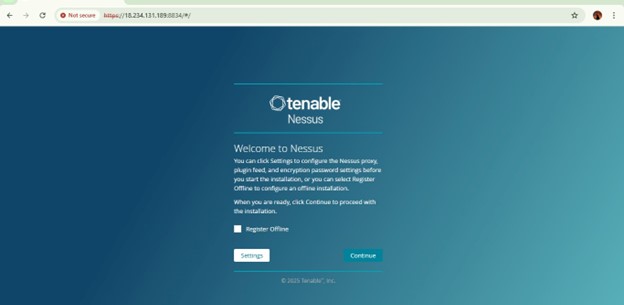 Not secure https://18.234.131.189:8834/#/
tenable
Nessus
Welcome to Nessus
You can click Settings to configure the Nessus proxy,
plugin feed, and encryption password settings before
you start the installation, or you can select Register
Offline to configure an offline installation.
When you are ready, click Continue to proceed with
the installation.
Register Offline
Settings Continue
© 2025 Tenable™, Inc.